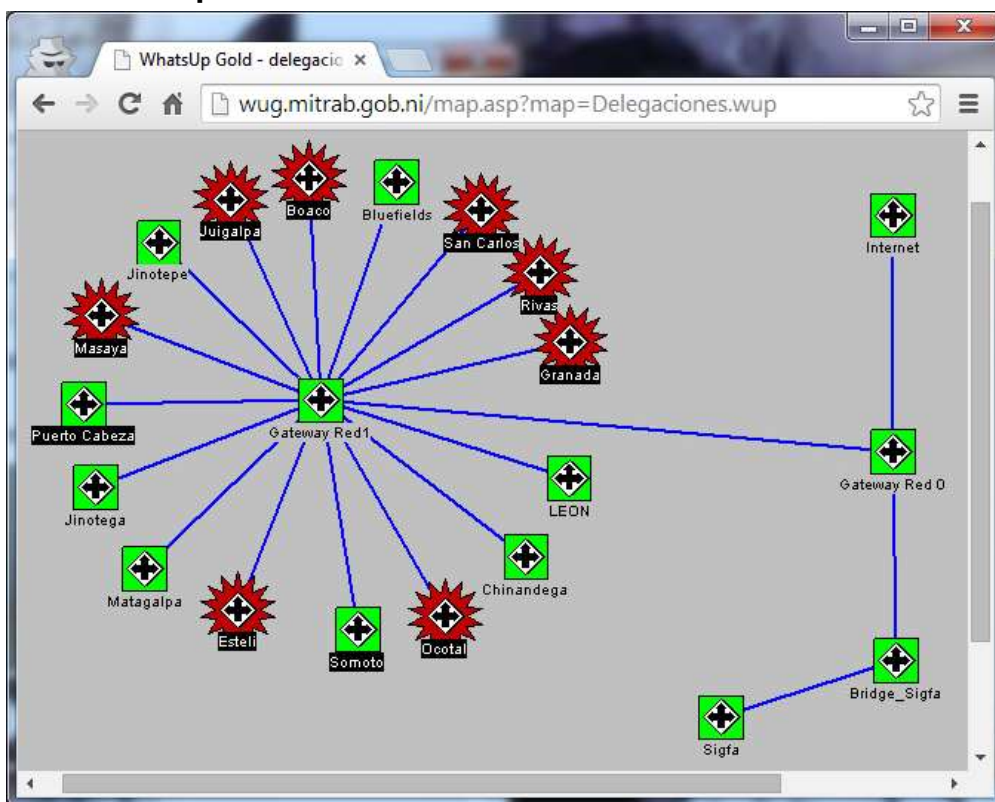 WhatsUp Gold - delegacio
wug.mitrab.gob.ni/map.asp?map=Delegaciones.wup
Boaco
Bluefields
Juigalpa
San Carlos
Internet
Jinotepe
Rivas
Masaya
Granada
Puerto Cabeza
Gateway Red1
Gateway Red 0
LEON
Jinotega
Chinandega
Matagalpa
Esteli
Ocotal
Somoto
Bridge_Sigfa
Sigfa